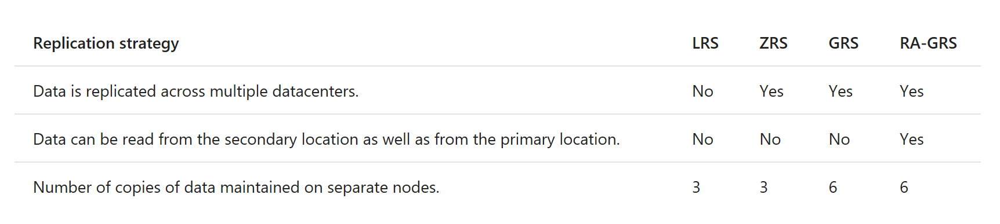 Replication strategy LRS ZRS GRS RA-GRS
Data is replicated across multiple datacenters. No Yes Yes Yes
Data can be read from the secondary location as well as from the primary location. No No No Yes
Number of copies of data maintained on separate nodes. 3 3 6 6